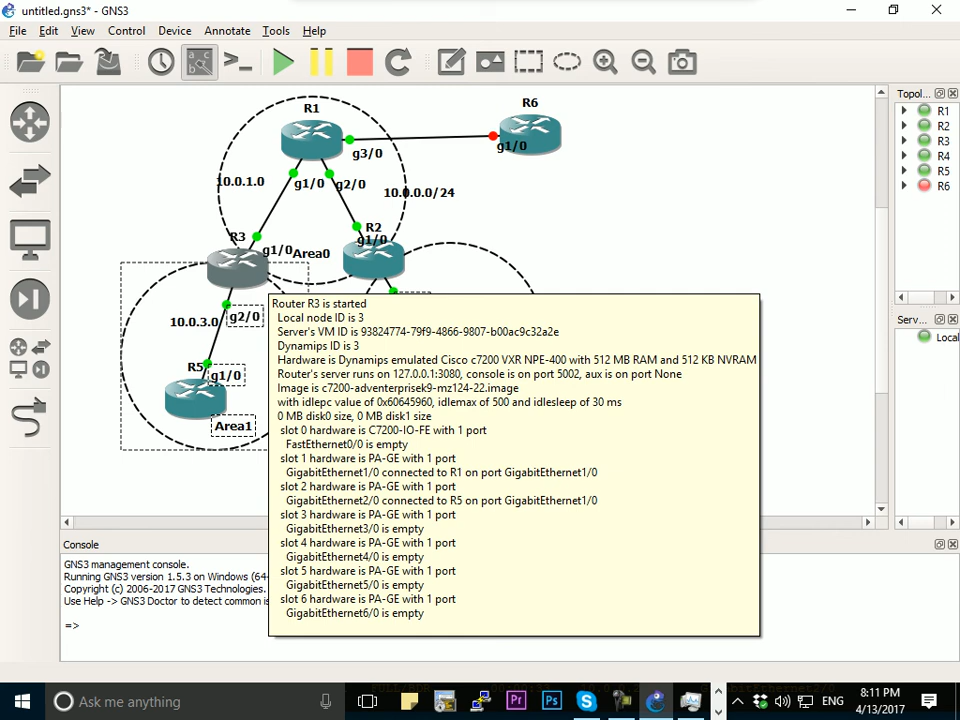 untitled.gns3* - GNS3
File Edit View Control Device Annotate Tools Help
R1
R6
g3/0
g1/0
10.0.1.0
g1/0
g2/0
10.0.0.0/24
R3
R2
g1/0
g1/0
Area0
10.0.3.0
g2/0
R5
g1/0
Area1
Router R3 is started
Local node ID is 3
Server's VM ID is 93824774-79f9-4866-9807-b00ac9c32a2e
Dynamips ID is 3
Hardware is Dynamips emulated Cisco c7200 VXR NPE-400 with 512 MB RAM and 512 KB NVRAM
Router's server runs on 127.0.0.1:3080, console is on port 5002, aux is on port None
Image is c7200-adventerprisek9-mz124-22.image
with idlepc value of 0x60645960, idlemax of 500 and idlesleep of 30 ms
0 MB disk0 size, 0 MB disk1 size
slot 0 hardware is C7200-IO-FE with 1 port
FastEthernet0/0 is empty
slot 1 hardware is PA-GE with 1 port
GigabitEthernet1/0 connected to R1 on port GigabitEthernet1/0
slot 2 hardware is PA-GE with 1 port
GigabitEthernet2/0 connected to R5 on port GigabitEthernet1/0
slot 3 hardware is PA-GE with 1 port
GigabitEthernet3/0 is empty
slot 4 hardware is PA-GE with 1 port
GigabitEthernet4/0 is empty
slot 5 hardware is PA-GE with 1 port
GigabitEthernet5/0 is empty
slot 6 hardware is PA-GE with 1 port
GigabitEthernet6/0 is empty
Topol...
R1
R2
R3
R4
R5
R6
Serv...
Local
Console
GNS3 management console.
Running GNS3 version 1.5.3 on Windows (64-
Copyright (c) 2006-2017 GNS3 Technologies.
Use Help -> GNS3 Doctor to detect common is
=>
Ask me anything
Pr
Ps
ENG
8:11 PM
4/13/2017